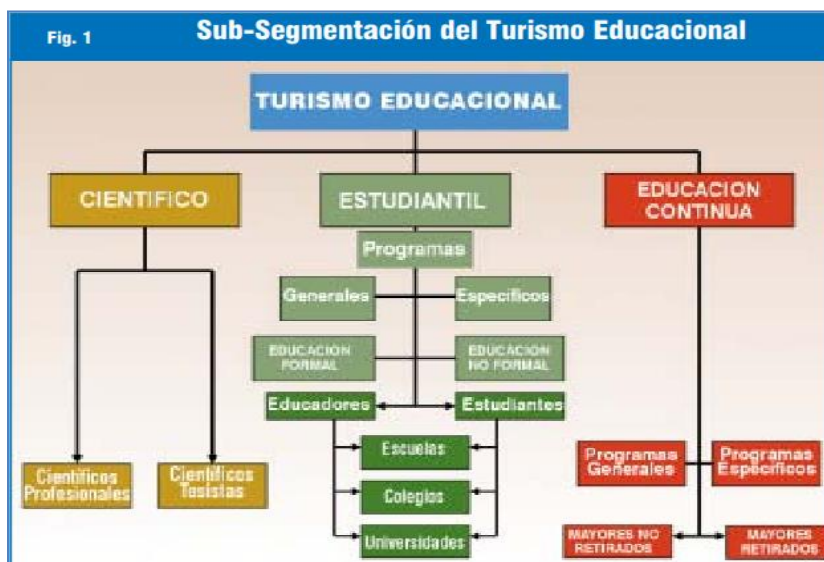 Fig. 1
Sub-Segmentación del Turismo Educacional
TURISMO EDUCACIONAL
CIENTIFICO
ESTUDIANTIL
EDUCACION
CONTINUA
Programas
Generales
Específicos
EDUCACION
FORMAL
EDUCACION
NO FORMAL
Educadores
Estudiantes
Escuelas
Colegios
Universidades
Científicos
Profesionales
Científicos
Tesistas
Programas
Generales
Programas
Específicos
MAYORES NO
RETIRADOS
MAYORES
RETIRADOS